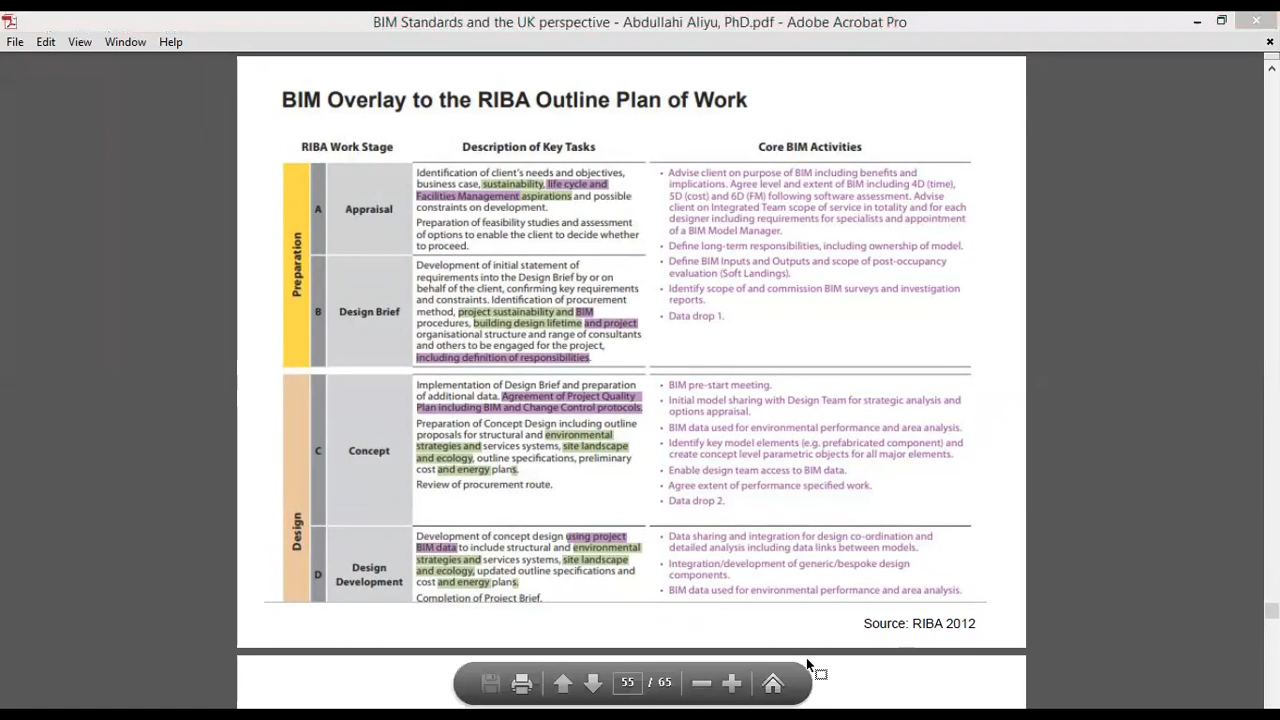 BIM Standards and the UK perspective - Abdullahi Aliyu, PhD.pdf - Adobe Acrobat Pro
File Edit View Window Help
BIM Overlay to the RIBA Outline Plan of Work
RIBA Work Stage
Description of Key Tasks
Core BIM Activities
Preparation
A
Appraisal
Identification of client's needs and objectives,
business case, sustainability, life cycle and
Facilities Management aspirations and possible
constraints on development.
Preparation of feasibility studies and assessment
of options to enable the client to decide whether
to proceed.
B
Design Brief
Development of initial statement of
requirements into the Design Brief by or on
behalf of the client, confirming key requirements
and constraints. Identification of procurement
method, project sustainability and BIM
procedures, building design lifetime and project
organisational structure and range of consultants
and others to be engaged for the project,
including definition of responsibilities.
• Advise client on purpose of BIM including benefits and
implications. Agree level and extent of BIM including 4D (time),
5D (cost) and 6D (FM) following software assessment. Advise
client on Integrated Team scope of service in totality and for each
designer including requirements for specialists and appointment
of a BIM Model Manager.
• Define long-term responsibilities, including ownership of model.
• Define BIM Inputs and Outputs and scope of post-occupancy
evaluation (Soft Landings).
• Identify scope of and commission BIM surveys and investigation
reports.
• Data drop 1.
Design
C
Concept
Implementation of Design Brief and preparation
of additional data. Agreement of Project Quality
Plan including BIM and Change Control protocols.
Preparation of Concept Design including outline
proposals for structural and environmental
strategies and services systems, site landscape
and ecology, outline specifications, preliminary
cost and energy plans.
Review of procurement route.
• BIM pre-start meeting.
• Initial model sharing with Design Team for strategic analysis and
options appraisal.
• BIM data used for environmental performance and area analysis.
• Identify key model elements (e.g. prefabricated component) and
create concept level parametric objects for all major elements.
• Enable design team access to BIM data.
• Agree extent of performance specified work.
• Data drop 2.
D
Design
Development
Development of concept design using project
BIM data to include structural and environmental
strategies and services systems, site landscape
and ecology, updated outline specifications and
cost and energy plans.
Completion of Project Brief.
• Data sharing and integration for design co-ordination and
detailed analysis including data links between models.
• Integration/development of generic/bespoke design
components.
• BIM data used for environmental performance and area analysis.
Source: RIBA 2012
55 / 65